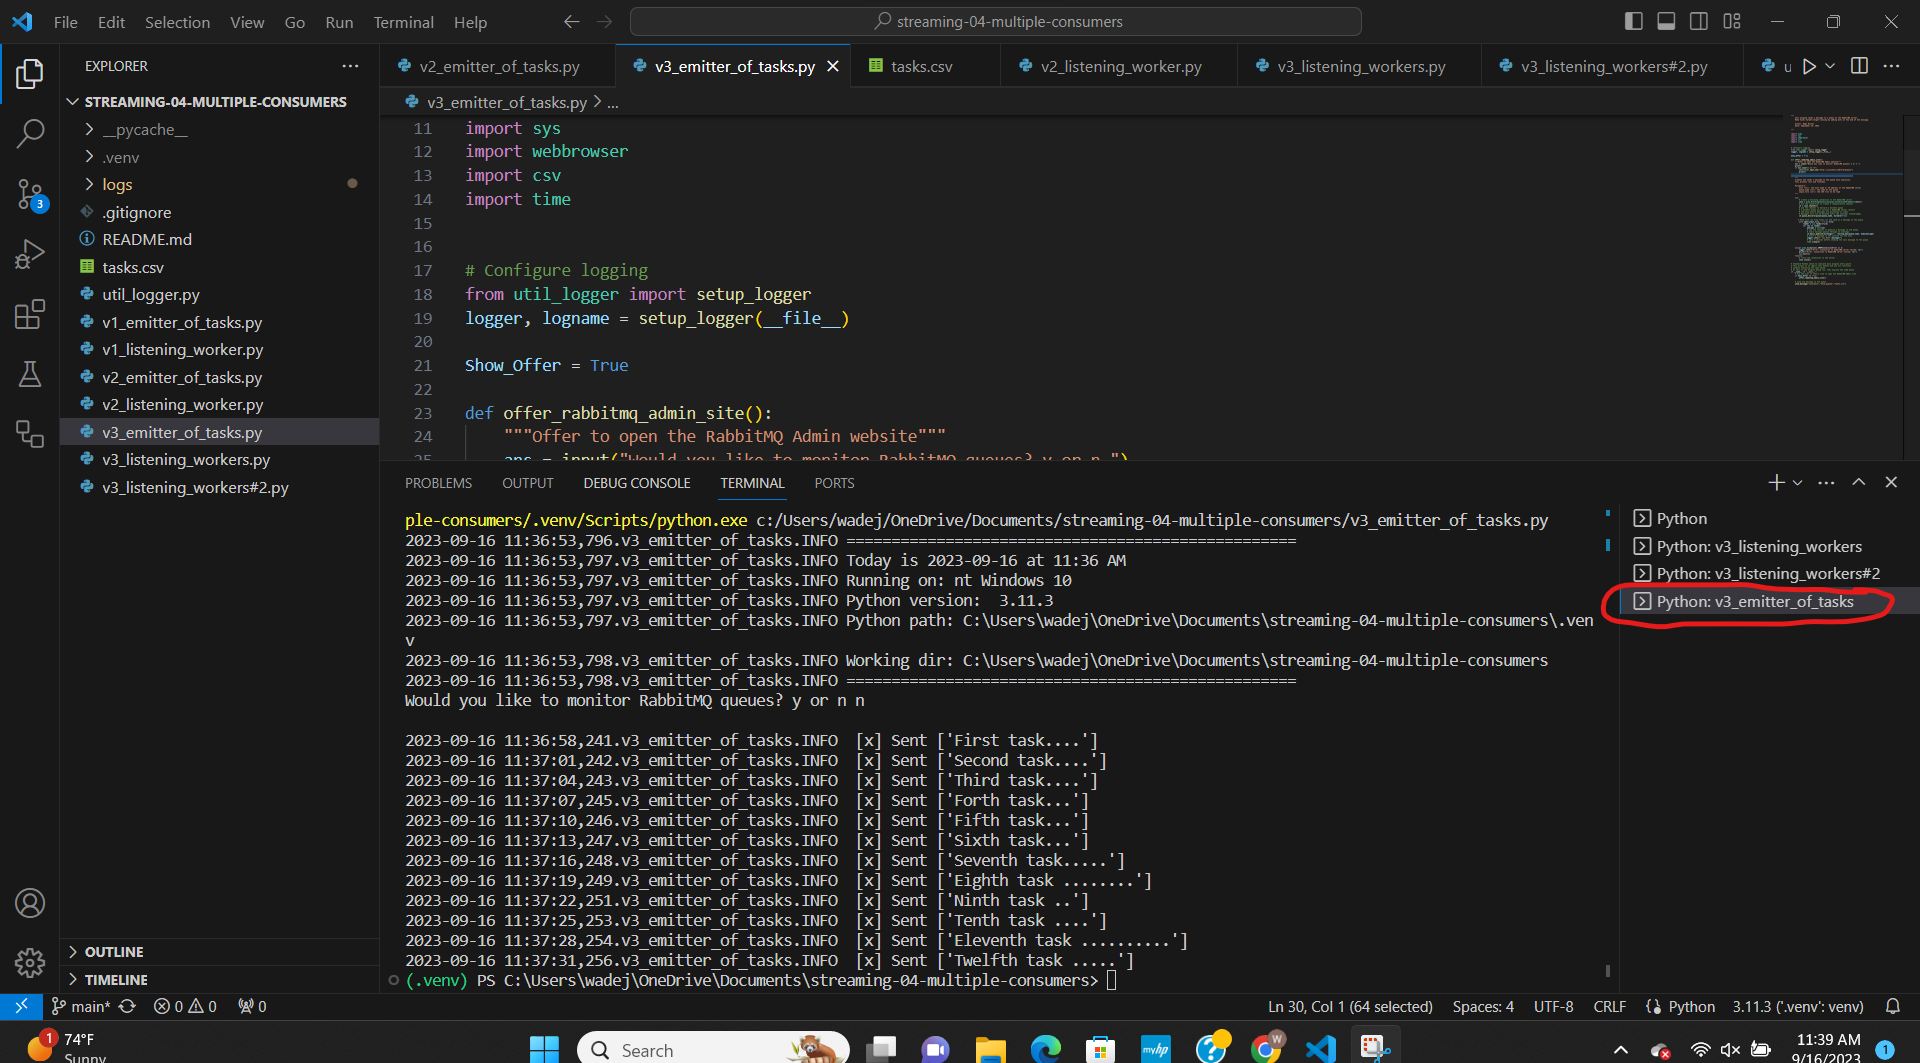 File Edit Selection View Go Run Terminal Help
streaming-04-multiple-consumers
EXPLORER
STREAMING-04-MULTIPLE-CONSUMERS
__pycache__
.venv
logs
.gitignore
README.md
tasks.csv
util_logger.py
v1_emitter_of_tasks.py
v1_listening_worker.py
v2_emitter_of_tasks.py
v2_listening_worker.py
v3_emitter_of_tasks.py
v3_listening_workers.py
v3_listening_workers#2.py
OUTLINE
TIMELINE
3
v2_emitter_of_tasks.py v3_emitter_of_tasks.py tasks.csv v2_listening_worker.py v3_listening_workers.py v3_listening_workers#2.py u
v3_emitter_of_tasks.py > ...
11 import sys
12 import webbrowser
13 import csv
14 import time
15
16
17 # Configure logging
18 from util_logger import setup_logger
19 logger, logname = setup_logger(__file__)
20
21 Show_Offer = True
22
23 def offer_rabbitmq_admin_site():
24 """Offer to open the RabbitMQ Admin website"""
25 ans = input("Would you like to monitor RabbitMQ queues? y or n ")
PROBLEMS OUTPUT DEBUG CONSOLE TERMINAL PORTS
ple-consumers/.venv/Scripts/python.exe c:/Users/wadej/OneDrive/Documents/streaming-04-multiple-consumers/v3_emitter_of_tasks.py
2023-09-16 11:36:53,796.v3_emitter_of_tasks.INFO ==================================================
2023-09-16 11:36:53,797.v3_emitter_of_tasks.INFO Today is 2023-09-16 at 11:36 AM
2023-09-16 11:36:53,797.v3_emitter_of_tasks.INFO Running on: nt Windows 10
2023-09-16 11:36:53,797.v3_emitter_of_tasks.INFO Python version:  3.11.3
2023-09-16 11:36:53,797.v3_emitter_of_tasks.INFO Python path: C:\Users\wadej\OneDrive\Documents\streaming-04-multiple-consumers\.ven
v
2023-09-16 11:36:53,798.v3_emitter_of_tasks.INFO Working dir: C:\Users\wadej\OneDrive\Documents\streaming-04-multiple-consumers
2023-09-16 11:36:53,798.v3_emitter_of_tasks.INFO ==================================================
Would you like to monitor RabbitMQ queues? y or n n
2023-09-16 11:36:58,241.v3_emitter_of_tasks.INFO  [x] Sent ['First task....']
2023-09-16 11:37:01,242.v3_emitter_of_tasks.INFO  [x] Sent ['Second task....']
2023-09-16 11:37:04,243.v3_emitter_of_tasks.INFO  [x] Sent ['Third task....']
2023-09-16 11:37:07,245.v3_emitter_of_tasks.INFO  [x] Sent ['Forth task...']
2023-09-16 11:37:10,246.v3_emitter_of_tasks.INFO  [x] Sent ['Fifth task...']
2023-09-16 11:37:13,247.v3_emitter_of_tasks.INFO  [x] Sent ['Sixth task...']
2023-09-16 11:37:16,248.v3_emitter_of_tasks.INFO  [x] Sent ['Seventh task.....']
2023-09-16 11:37:19,249.v3_emitter_of_tasks.INFO  [x] Sent ['Eighth task ........']
2023-09-16 11:37:22,251.v3_emitter_of_tasks.INFO  [x] Sent ['Ninth task ..']
2023-09-16 11:37:25,253.v3_emitter_of_tasks.INFO  [x] Sent ['Tenth task ....']
2023-09-16 11:37:28,254.v3_emitter_of_tasks.INFO  [x] Sent ['Eleventh task ..........']
2023-09-16 11:37:31,256.v3_emitter_of_tasks.INFO  [x] Sent ['Twelfth task .....']
(.venv) PS C:\Users\wadej\OneDrive\Documents\streaming-04-multiple-consumers>
Python
Python: v3_listening_workers
Python: v3_listening_workers#2
Python: v3_emitter_of_tasks
main* 0 0 0 Ln 30, Col 1 (64 selected) Spaces: 4 UTF-8 CRLF Python 3.11.3 ('.venv': venv)
1 74°F
Sunny
Search
myhp
W
11:39 AM
9/16/2023
1